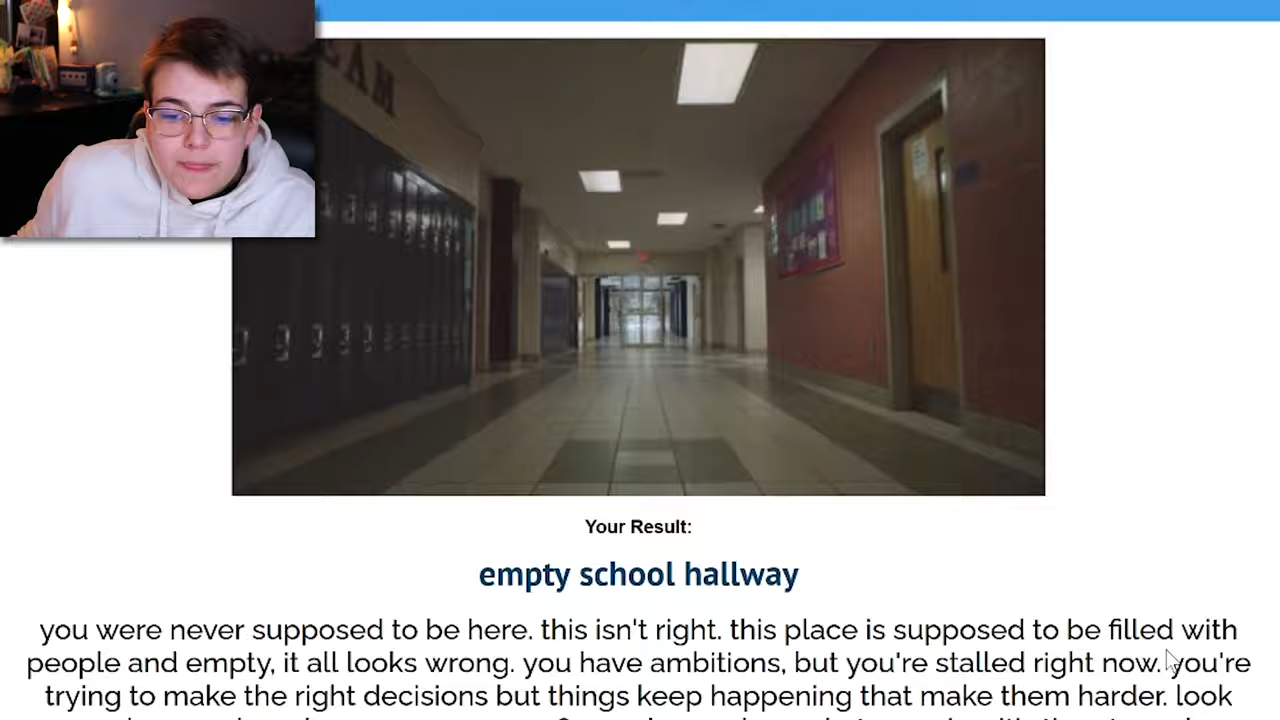 AM
Your Result:
empty school hallway
you were never supposed to be here. this isn't right. this place is supposed to be filled with
people and empty, it all looks wrong. you have ambitions, but you're stalled right now. you're
trying to make the right decisions but things keep happening that make them harder. look